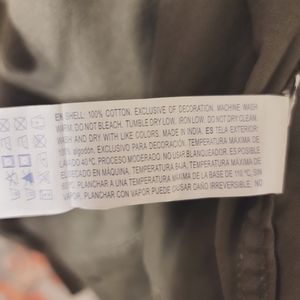 EN SHELL: 100% COTTON. EXCLUSIVE OF DECORATION. MACHINE WASH
WARM. DO NOT BLEACH. TUMBLE DRY LOW. IRON LOW. DO NOT DRY CLEAN.
WASH AND DRY WITH LIKE COLORS. MADE IN INDIA. ES TELA EXTERIOR:
100% algodón. EXCLUSIVO DE DECORACIÓN. TEMPERATURA MÁXIMA DE
LAVADO 40 °C. PROCESO MODERADO. NO USAR BLANQUEADOR. ES POSIBLE
EL SECADO EN MÁQUINA, TEMPERATURA BAJA, TEMPERATURA MÁXIMA DE
60 °C. PLANCHAR A UNA TEMPERATURA MÁXIMA DE LA BASE DE 110 °C, SIN
VAPOR. PLANCHAR CON VAPOR PUEDE CAUSAR DAÑO IRREVERSIBLE. NO